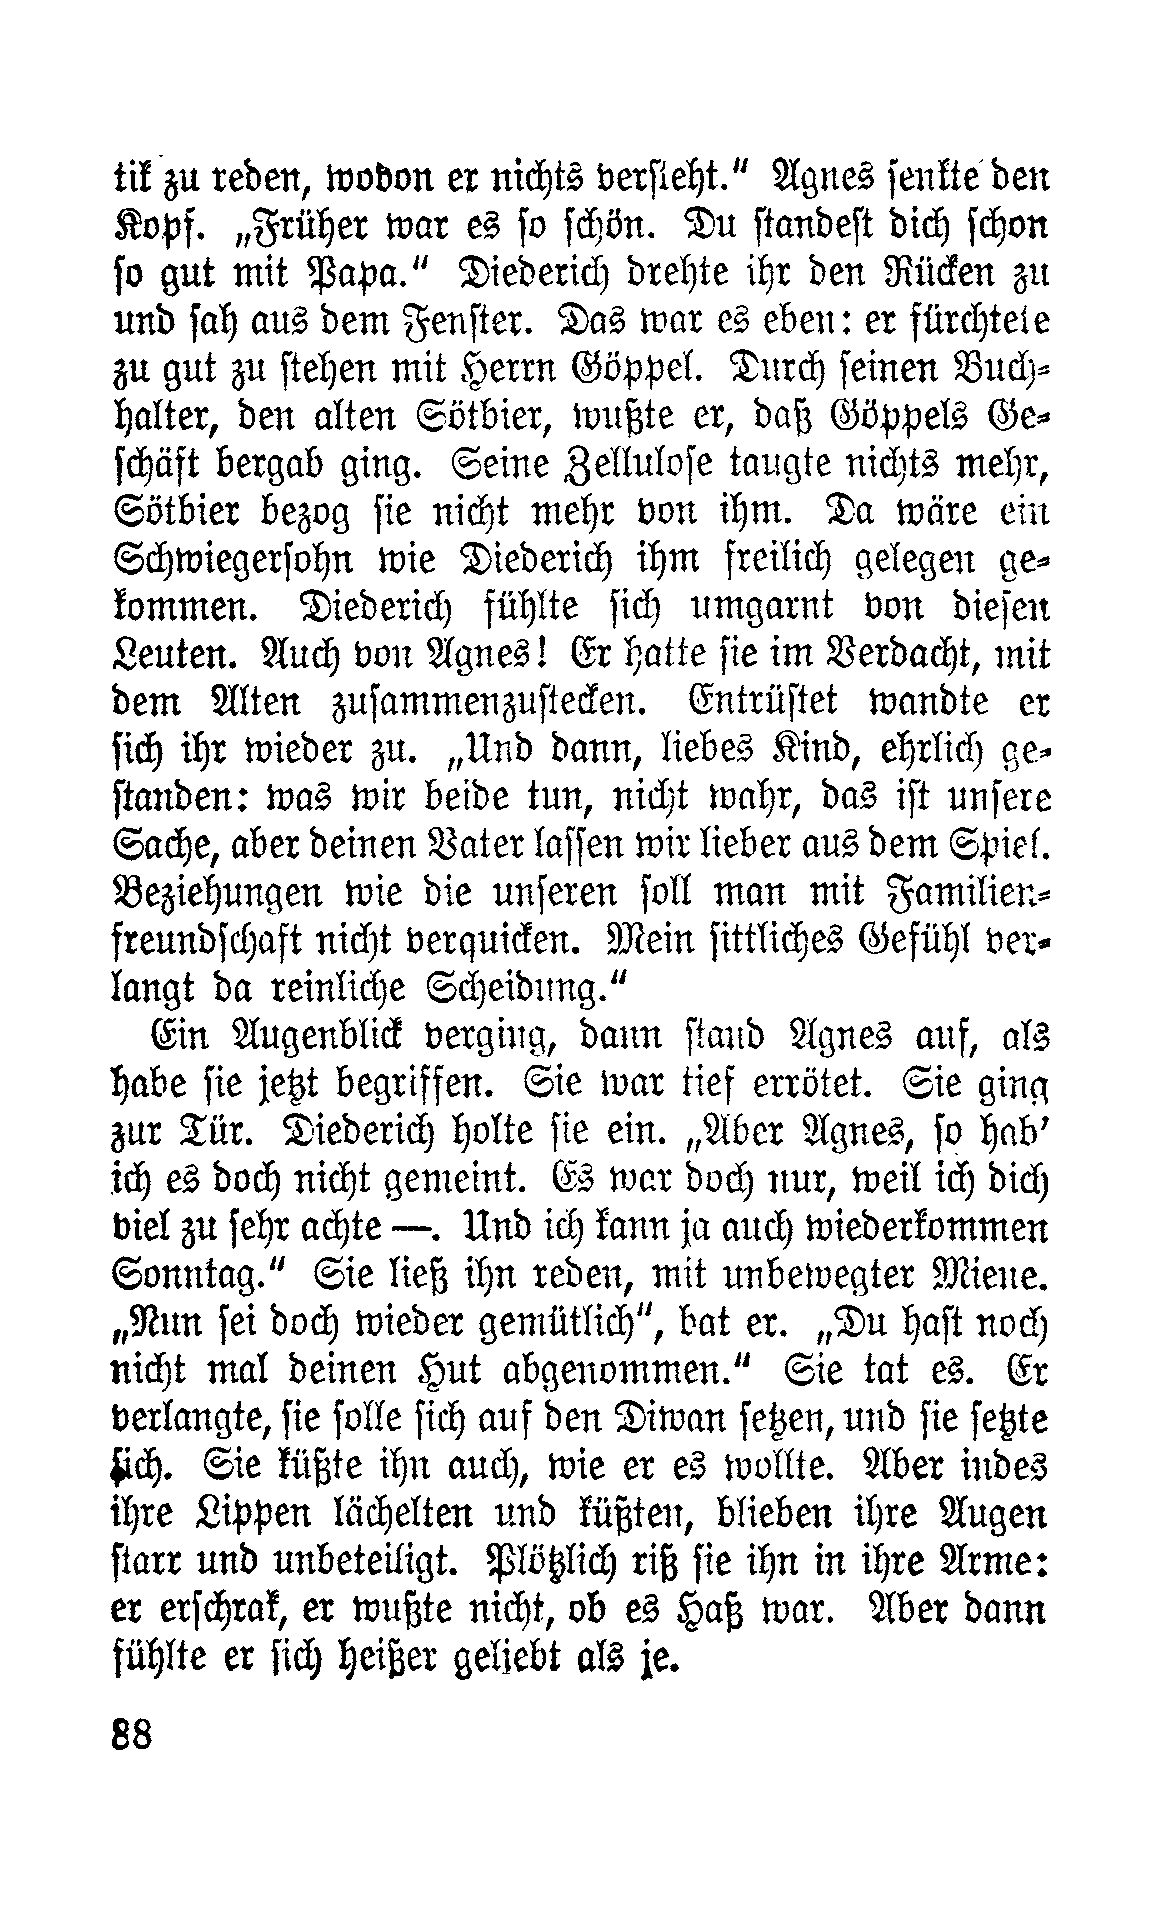 tik zu reden, wovon er nichts versteht.“ Agnes senkte den
Kopf. „Früher war es so schön. Du standest dich schon
so gut mit Papa.“ Diederich drehte ihr den Rücken zu
und sah aus dem Fenster. Das war es eben: er fürchtete
zu gut zu stehen mit Herrn Göppel. Durch seinen Buch-
halter, den alten Sötbier, wußte er, daß Göppels Ge-
schäft bergab ging. Seine Zellulose taugte nichts mehr,
Sötbier bezog sie nicht mehr von ihm. Da wäre ein
Schwiegersohn wie Diederich ihm freilich gelegen ge-
kommen. Diederich fühlte sich umgarnt von diesen
Leuten. Auch von Agnes! Er hatte sie im Verdacht, mit
dem Alten zusammenzustecken. Entrüstet wandte er
sich ihr wieder zu. „Und dann, liebes Kind, ehrlich ge-
standen: was wir beide tun, nicht wahr, das ist unsere
Sache, aber deinen Vater lassen wir lieber aus dem Spiel.
Beziehungen wie die unseren soll man mit Familien-
freundschaft nicht verquicken. Mein sittliches Gefühl ver-
langt da reinliche Scheidung.“
Ein Augenblick verging, dann stand Agnes auf, als
habe sie jetzt begriffen. Sie war tief errötet. Sie ging
zur Tür. Diederich holte sie ein. „Aber Agnes, so hab’
ich es doch nicht gemeint. Es war doch nur, weil ich dich
viel zu sehr achte —. Und ich kann ja auch wiederkommen
Sonntag.“ Sie ließ ihn reden, mit unbewegter Miene.
„Nun sei doch wieder gemütlich“, bat er. „Du hast noch
nicht mal deinen Hut abgenommen.“ Sie tat es. Er
verlangte, sie solle sich auf den Diwan setzen, und sie setzte
sich. Sie küßte ihn auch, wie er es wollte. Aber indes
ihre Lippen lächelten und küßten, blieben ihre Augen
starr und unbeteiligt. Plötzlich riß sie ihn in ihre Arme:
er erschrak, er wußte nicht, ob es Haß war. Aber dann
fühlte er sich heißer geliebt als je.
88